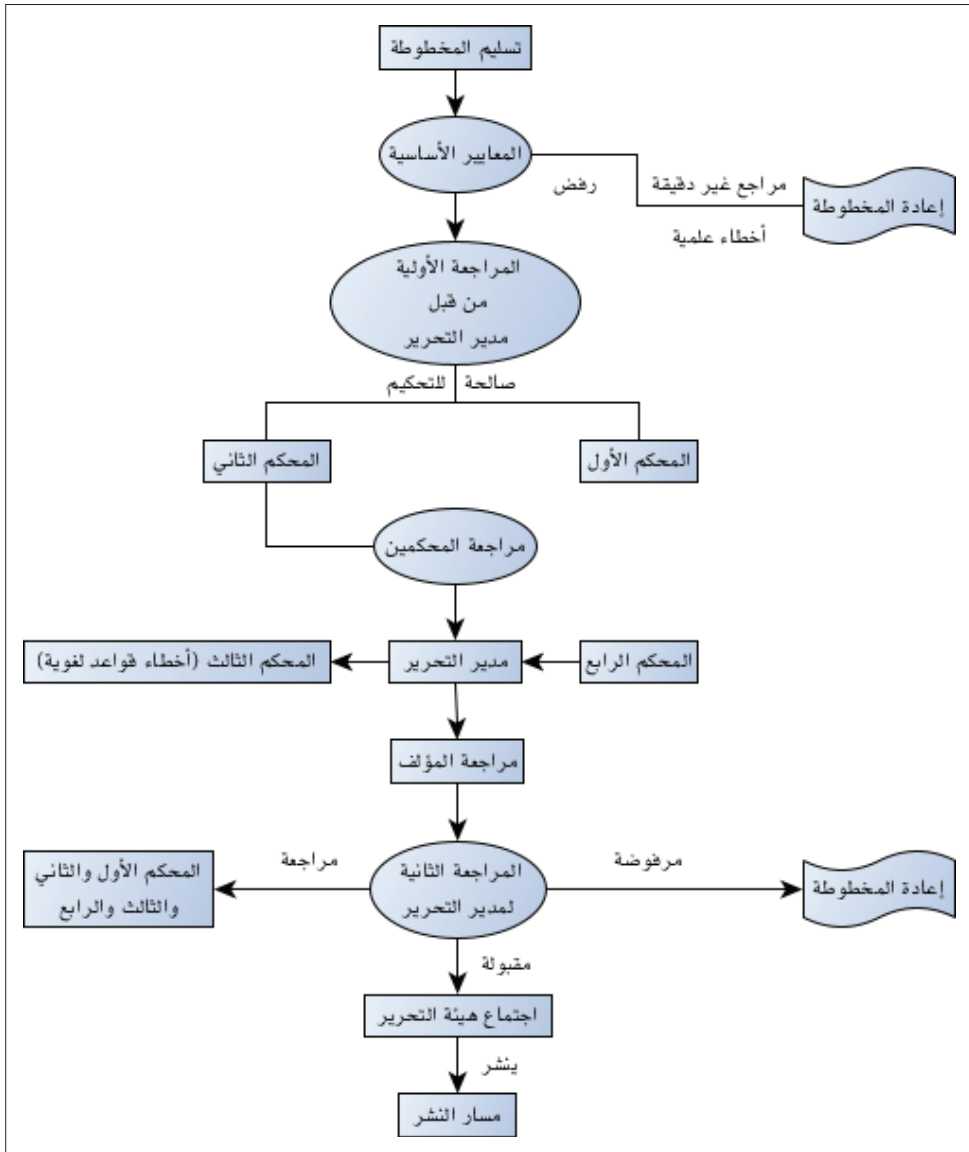 تسليم المخطوطة
المعايير الأساسية
رفض
مراجع غير دقيقة
أخطاء علمية
إعادة المخطوطة
المراجعة الأولية
من قبل
مدير التحرير
صالحة للتحكيم
المحكم الأول
المحكم الثاني
مراجعة المحكمين
المحكم الرابع
مدير التحرير
المحكم الثالث (أخطاء قواعد لغوية)
مراجعة المؤلف
المراجعة الثانية
لمدير التحرير
مرفوضة
إعادة المخطوطة
مراجعة
المحكم الأول والثاني
والثالث والرابع
مقبولة
اجتماع هيئة التحرير
ينشر
مسار النشر